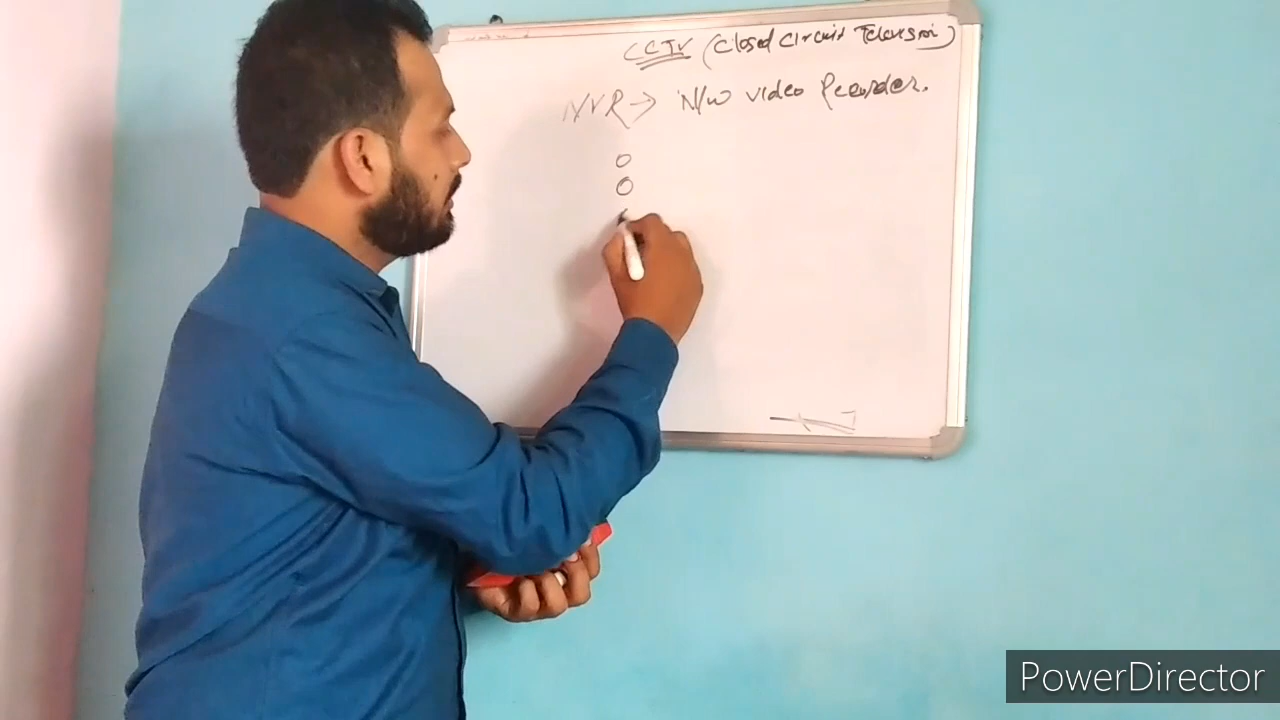 CCTV (Closed Circuit Television)
NVR → N/W video Recorder.
PowerDirector